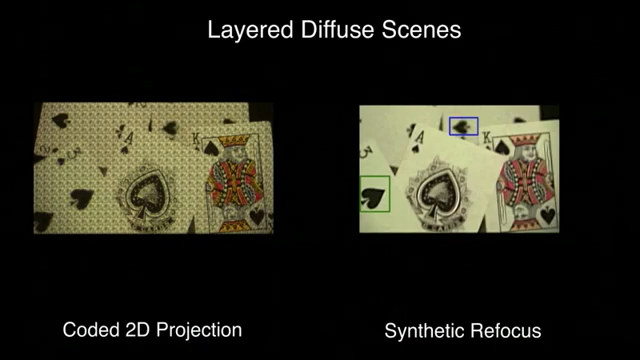 Layered Diffuse Scenes
A
K
A
K
Coded 2D Projection
Synthetic Refocus